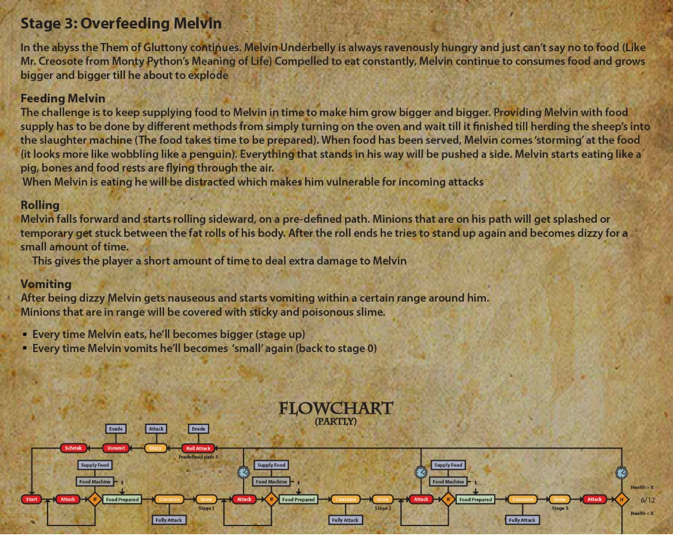 Stage 3: Overfeeding Melvin
In the abyss the Them of Gluttony continues. Melvin Underbelly is always ravenously hungry and just can't say no to food (Like
Mr. Creosote from Monty Python's Meaning of Life) Compelled to eat constantly, Melvin continue to consumes food and grows
bigger and bigger till he about to explode
Feeding Melvin
The challenge is to keep supplying food to Melvin in time to make him grow bigger and bigger. Providing Melvin with food
supply has to be done by different methods from simply turning on the oven and wait till it finished till herding the sheep's into
the slaughter machine (The food takes time to be prepared). When food has been served, Melvin comes 'storming' at the food
(it looks more like wobbling like a penguin). Everything that stands in his way will be pushed a side. Melvin starts eating like a
pig, bones and food rests are flying through the air.
When Melvin is eating he will be distracted which makes him vulnerable for incoming attacks
Rolling
Melvin falls forward and starts rolling sideward, on a pre-defined path. Minions that are on his path will get splashed or
temporary get stuck between the fat rolls of his body. After the roll ends he tries to stand up again and becomes dizzy for a
small amount of time.
This gives the player a short amount of time to deal extra damage to Melvin
Vomiting
After being dizzy Melvin gets nauseous and starts vomiting within a certain range around him.
Minions that are in range will be covered with sticky and poisonous slime.
▪ Every time Melvin eats, he'll becomes bigger (stage up)
▪ Every time Melvin vomits he'll becomes 'small' again (back to stage 0)
FLOWCHART
(PARTLY)
Evade Attack Evade
Schrink Vommit Roll Attack
Predefined path
Supply Food Supply Food Supply Food
Food Machine Food Machine Food Machine
Health > X
Start Attack If Food Prepared Consume Grow Attack If Food Prepared Consume Grow Attack If Food Prepared Consume Grow Attack If 6/12
Stage 1 Stage 2 Stage 3
Health < X
Fully Attack Fully Attack Fully Attack